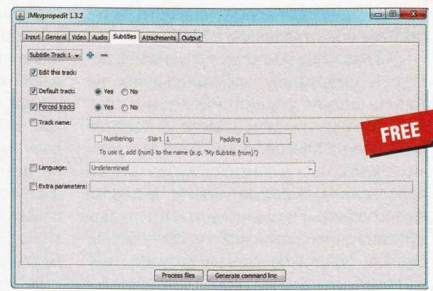 JMkvpropedit 1.3.2
Input General Video Audio Subtitles Attachments Output
Subtitle Track 1
Edit this track:
Default track: Yes No
Forced track: Yes No
Track name:
Numbering: Start 1 Padding 1
To use it, add {num} to the name (e.g. "My Subtitle {num}")
Language: Undetermined
Extra parameters:
Process files Generate command line
FREE